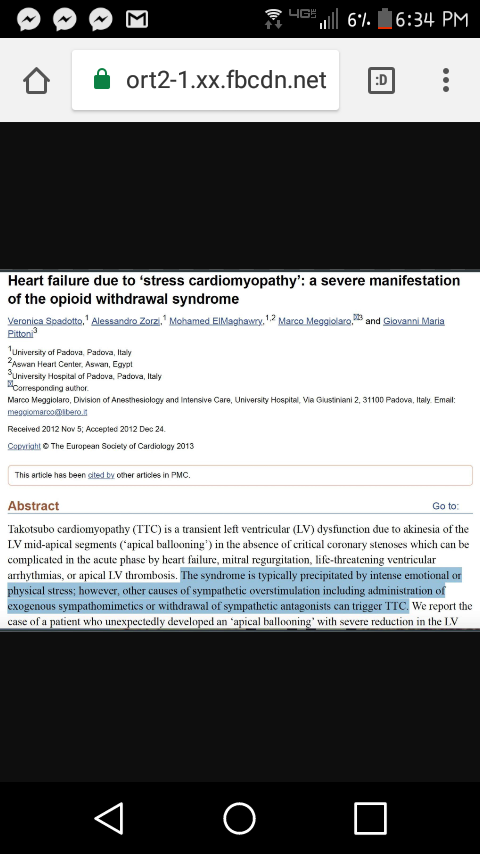 4G 6% 6:34 PM
ort2-1.xx.fbcdn.net
:D
Heart failure due to ‘stress cardiomyopathy’: a severe manifestation
of the opioid withdrawal syndrome
Veronica Spadotto,1 Alessandro Zorzi,1 Mohamed ElMaghawry,1,2 Marco Meggiolaro,✉3 and Giovanni Maria
Pittoni3
1University of Padova, Padova, Italy
2Aswan Heart Center, Aswan, Egypt
3University Hospital of Padova, Padova, Italy
✉Corresponding author.
Marco Meggiolaro, Division of Anesthesiology and Intensive Care, University Hospital, Via Giustiniani 2, 31100 Padova, Italy. Email:
meggiomarco@libero.it
Received 2012 Nov 5; Accepted 2012 Dec 24.
Copyright © The European Society of Cardiology 2013
This article has been cited by other articles in PMC.
Abstract Go to:
Takotsubo cardiomyopathy (TTC) is a transient left ventricular (LV) dysfunction due to akinesia of the
LV mid-apical segments (‘apical ballooning’) in the absence of critical coronary stenoses which can be
complicated in the acute phase by heart failure, mitral regurgitation, life-threatening ventricular
arrhythmias, or apical LV thrombosis. The syndrome is typically precipitated by intense emotional or
physical stress; however, other causes of sympathetic overstimulation including administration of
exogenous sympathomimetics or withdrawal of sympathetic antagonists can trigger TTC. We report the
case of a patient who unexpectedly developed an ‘apical ballooning’ with severe reduction in the LV